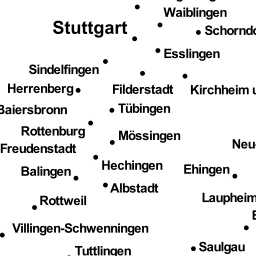 Waiblingen
Stuttgart
Schorndo
Esslingen
Sindelfingen
Herrenberg
Filderstadt
Kirchheim u
Baiersbronn
Tübingen
Rottenburg
Mössingen
Freudenstadt
Neu-
Hechingen
Balingen
Ehingen
Albstadt
Rottweil
Laupheim
Villingen-Schwenningen
Tuttlingen
Saulgau